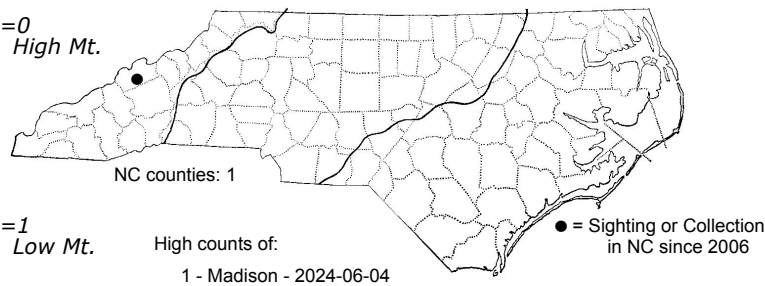 =0
High Mt.
NC counties: 1
=1
Low Mt.
High counts of:
1 - Madison - 2024-06-04
● = Sighting or Collection
in NC since 2006